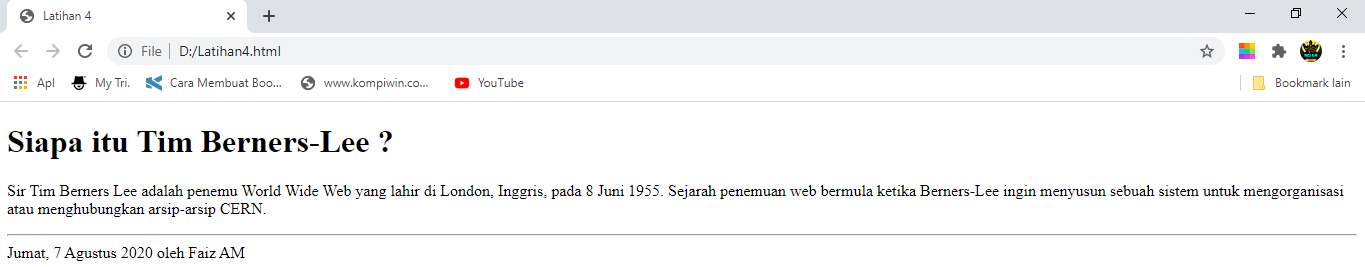 Latihan 4
File
D:/Latihan4.html
Apl
My Tri.
Cara Membuat Boo...
www.kompiwin.co...
YouTube
Bookmark lain
Siapa itu Tim Berners-Lee ?
Sir Tim Berners Lee adalah penemu World Wide Web yang lahir di London, Inggris, pada 8 Juni 1955. Sejarah penemuan web bermula ketika Berners-Lee ingin menyusun sebuah sistem untuk mengorganisasi
atau menghubungkan arsip-arsip CERN.
Jumat, 7 Agustus 2020 oleh Faiz AM